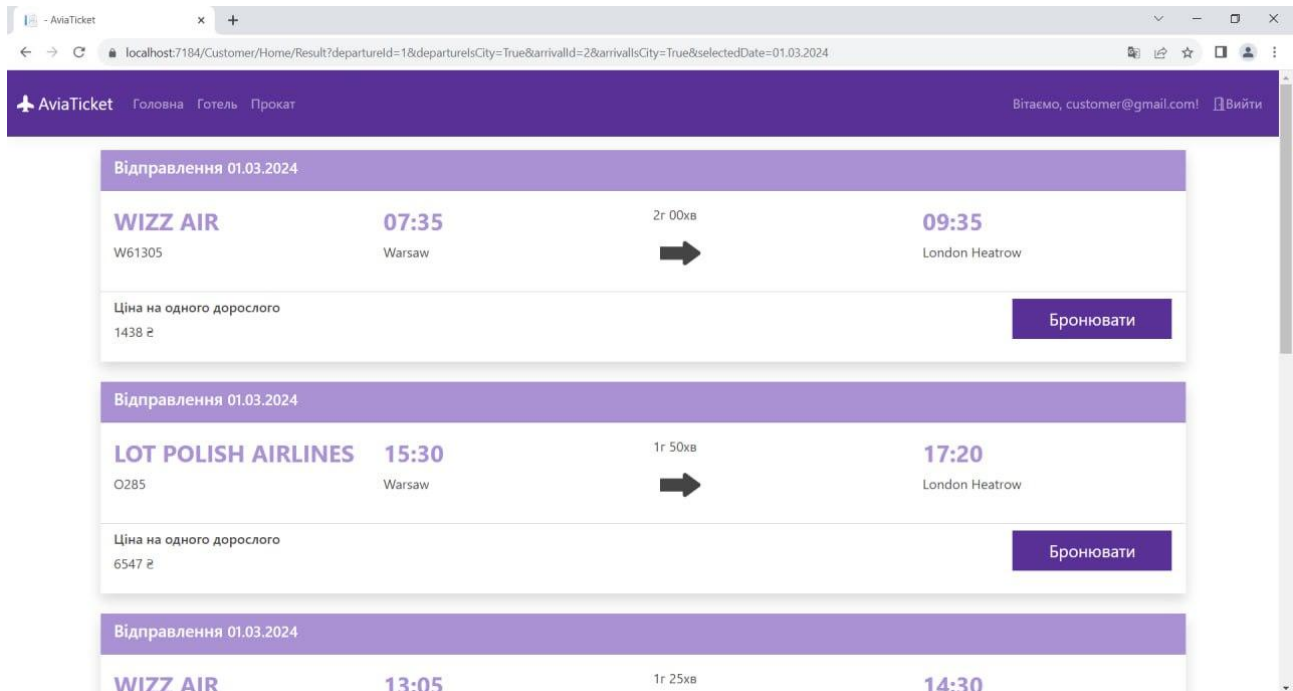 - AviaTicket
localhost:7184/Customer/Home/Result?departureId=1&departureIsCity=True&arrivalId=2&arrivalIsCity=True&selectedDate=01.03.2024
AviaTicket Головна Готель Прокат Вітаємо, customer@gmail.com! Вийти
Відправлення 01.03.2024
WIZZ AIR 07:35 2г 00хв 09:35
W61305 Warsaw London Heatrow
Ціна на одного дорослого
1438 ₴ Бронювати
Відправлення 01.03.2024
LOT POLISH AIRLINES 15:30 1г 50хв 17:20
O285 Warsaw London Heatrow
Ціна на одного дорослого
6547 ₴ Бронювати
Відправлення 01.03.2024
WIZZ AIR 13:05 1г 25хв 14:30